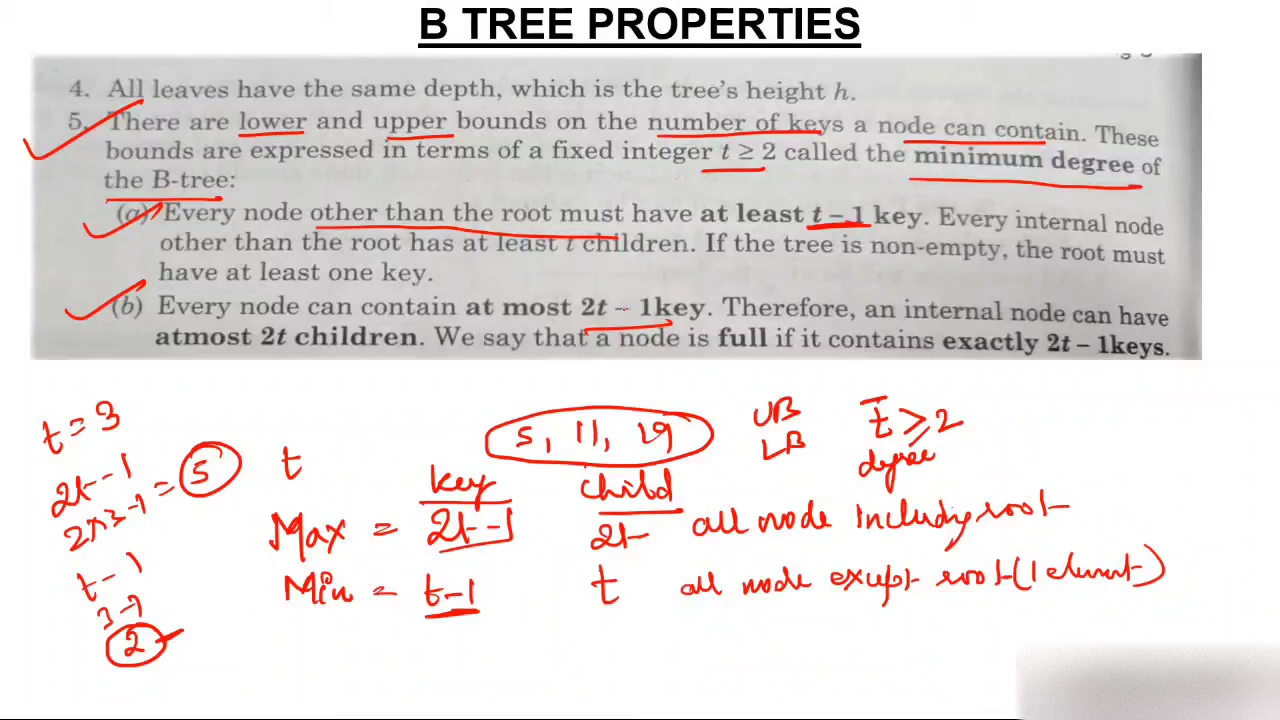 B TREE PROPERTIES
4. All leaves have the same depth, which is the tree's height h.
5. There are lower and upper bounds on the number of keys a node can contain. These
bounds are expressed in terms of a fixed integer t ≥ 2 called the minimum degree of
the B-tree:
(a) Every node other than the root must have at least t – 1 key. Every internal node
other than the root has at least t children. If the tree is non-empty, the root must
have at least one key.
(b) Every node can contain at most 2t – 1key. Therefore, an internal node can have
atmost 2t children. We say that a node is full if it contains exactly 2t – 1keys.
t = 3
2t-1
2x3-1 = 5
t-1
3-1
2
5, 11, 19
UB
LB
t ≥ 2
degree
t
key child
Max = 2t-1 2t all node including root
Min = t-1 t all node except root (1 element)